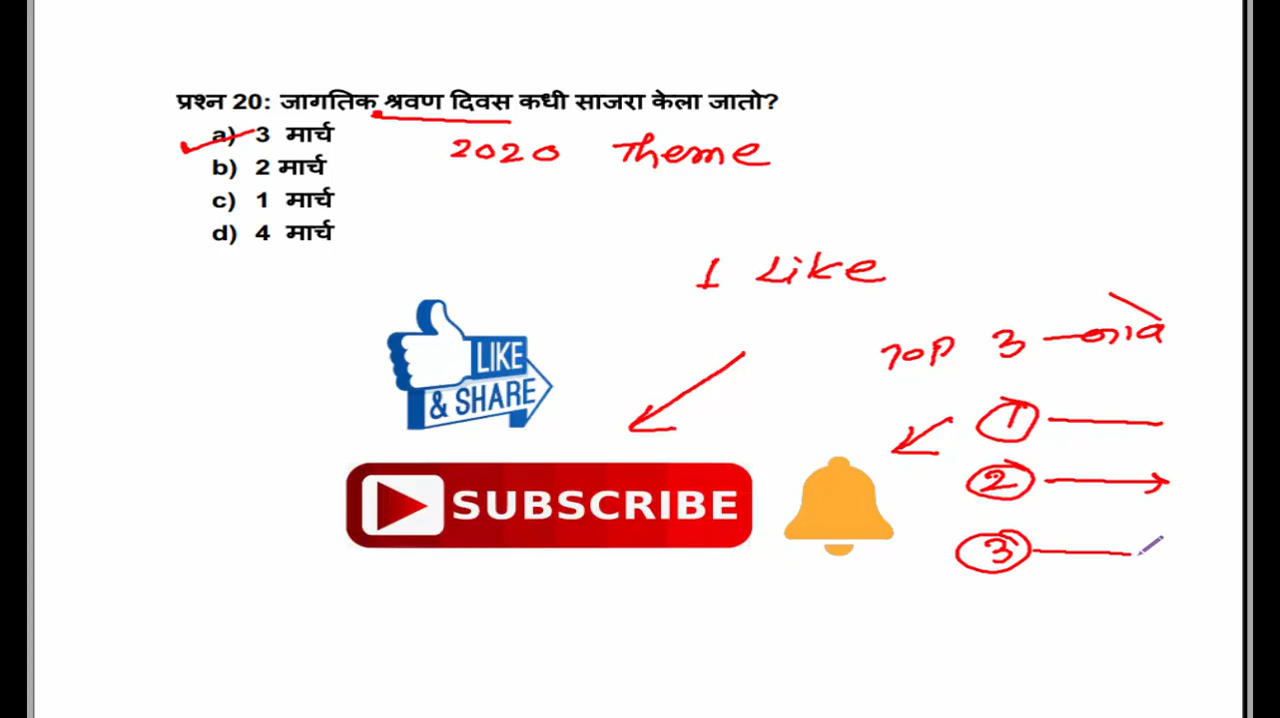 प्रश्न 20: जागतिक श्रवण दिवस कधी साजरा केला जातो?
a) 3 मार्च
b) 2 मार्च
c) 1 मार्च
d) 4 मार्च
2020 Theme
1 Like
LIKE
& SHARE
TOP 3
1
2
3
SUBSCRIBE